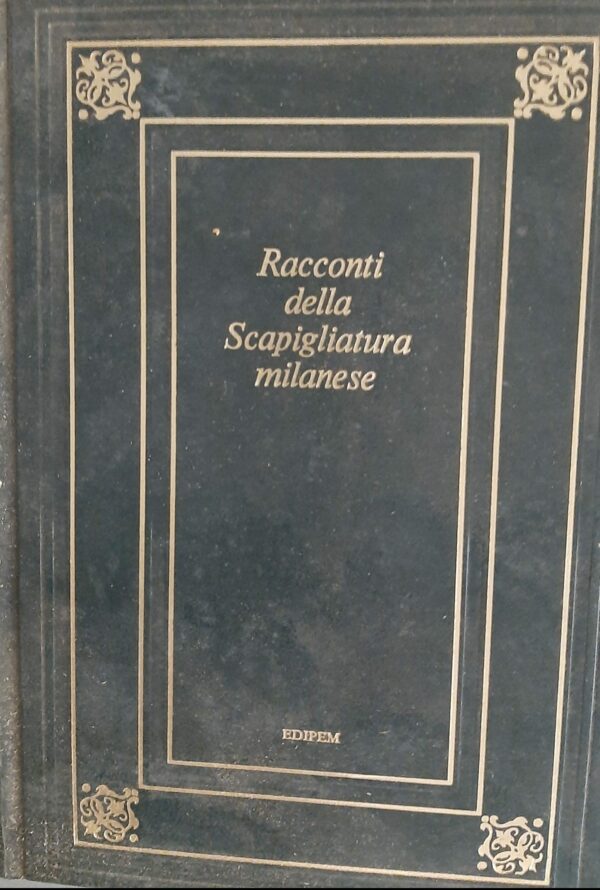 Racconti
della
Scapigliatura
milanese
EDIPEM